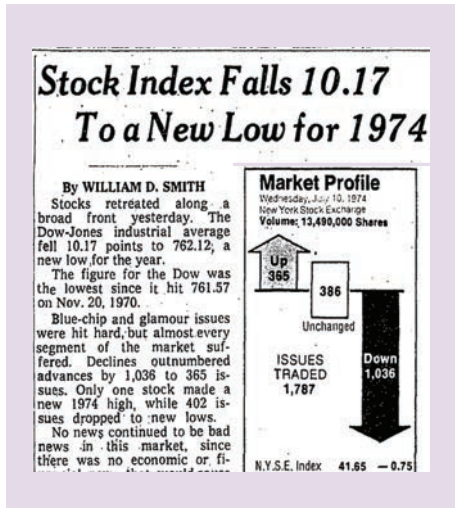 Stock Index Falls 10.17
To a New Low for 1974
By WILLIAM D. SMITH
Stocks retreated along a
broad front yesterday. The
Dow-Jones industrial average
fell 10.17 points to 762.12, a
new low for the year.
The figure for the Dow was
the lowest since it hit 761.57
on Nov. 20, 1970.
Blue-chip and glamour issues
were hit hard, but almost every
segment of the market suf-
fered. Declines outnumbered
advances by 1,036 to 365 is-
sues. Only one stock made a
new 1974 high, while 402 is-
sues dropped to new lows.
No news continued to be bad
news in this market, since
there was no economic or fi-
Market Profile
Wednesday, July 10, 1974
New York Stock Exchange
Volume: 13,490,000 Shares
Up
365
386
Unchanged
ISSUES
TRADED
1,787
Down
1,036
N.Y.S.E. Index 41.65 —0.75